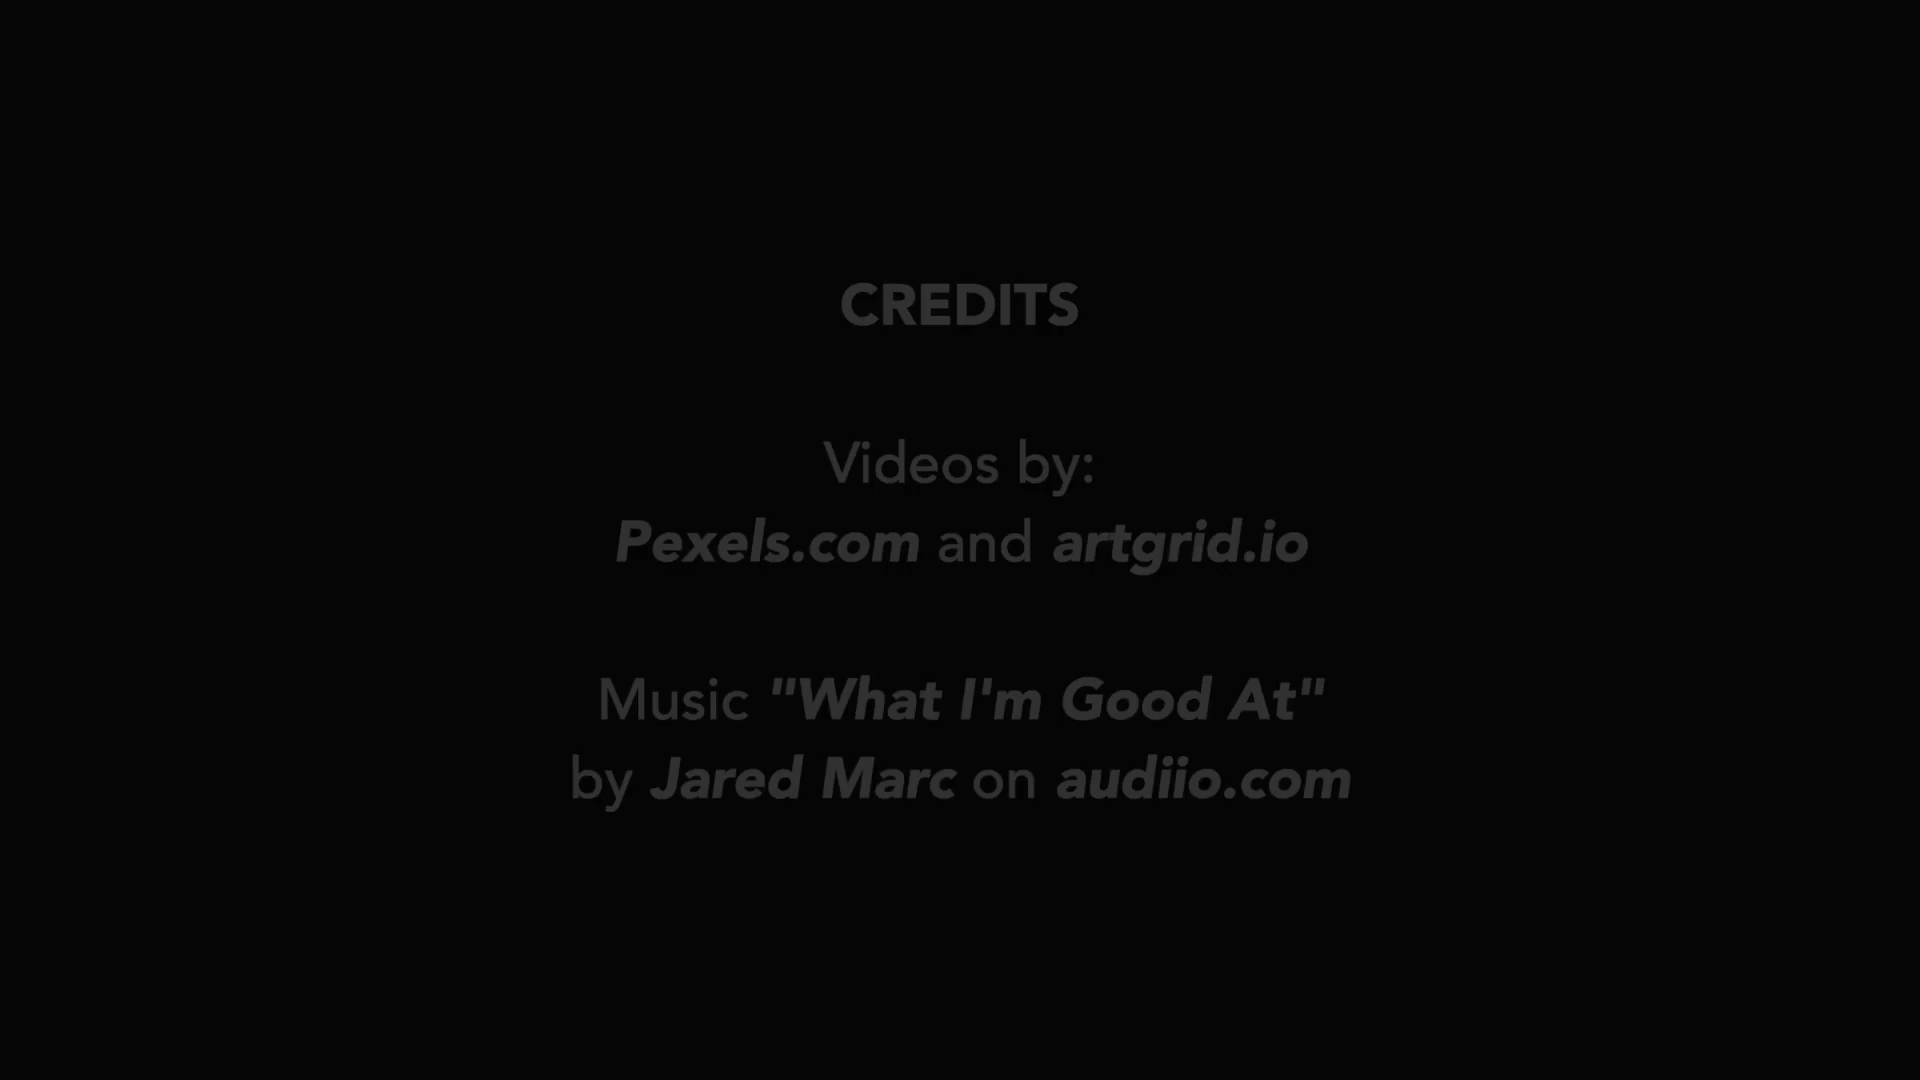 CREDITS
Videos by:
Pexels.com and artgrid.io
Music "What I'm Good At"
by Jared Marc on audiio.com